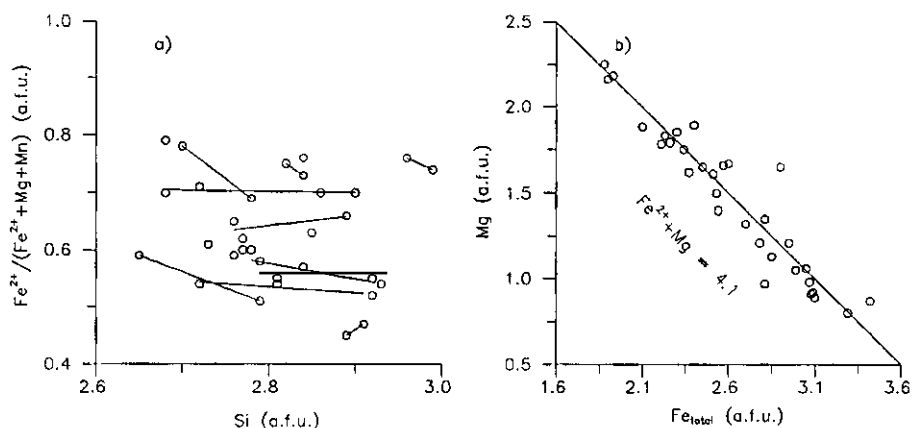 a)
Fe²⁺/(Fe²⁺+Mg+Mn) (a.f.u.)
1.0
0.8
0.6
0.4
2.6
2.8
3.0
Si (a.f.u.)
b)
Mg (a.f.u.)
2.5
2.0
1.5
1.0
0.5
Fe²⁺+Mg = 4.1
1.6
2.1
2.6
3.1
3.6
Fe_total (a.f.u.)